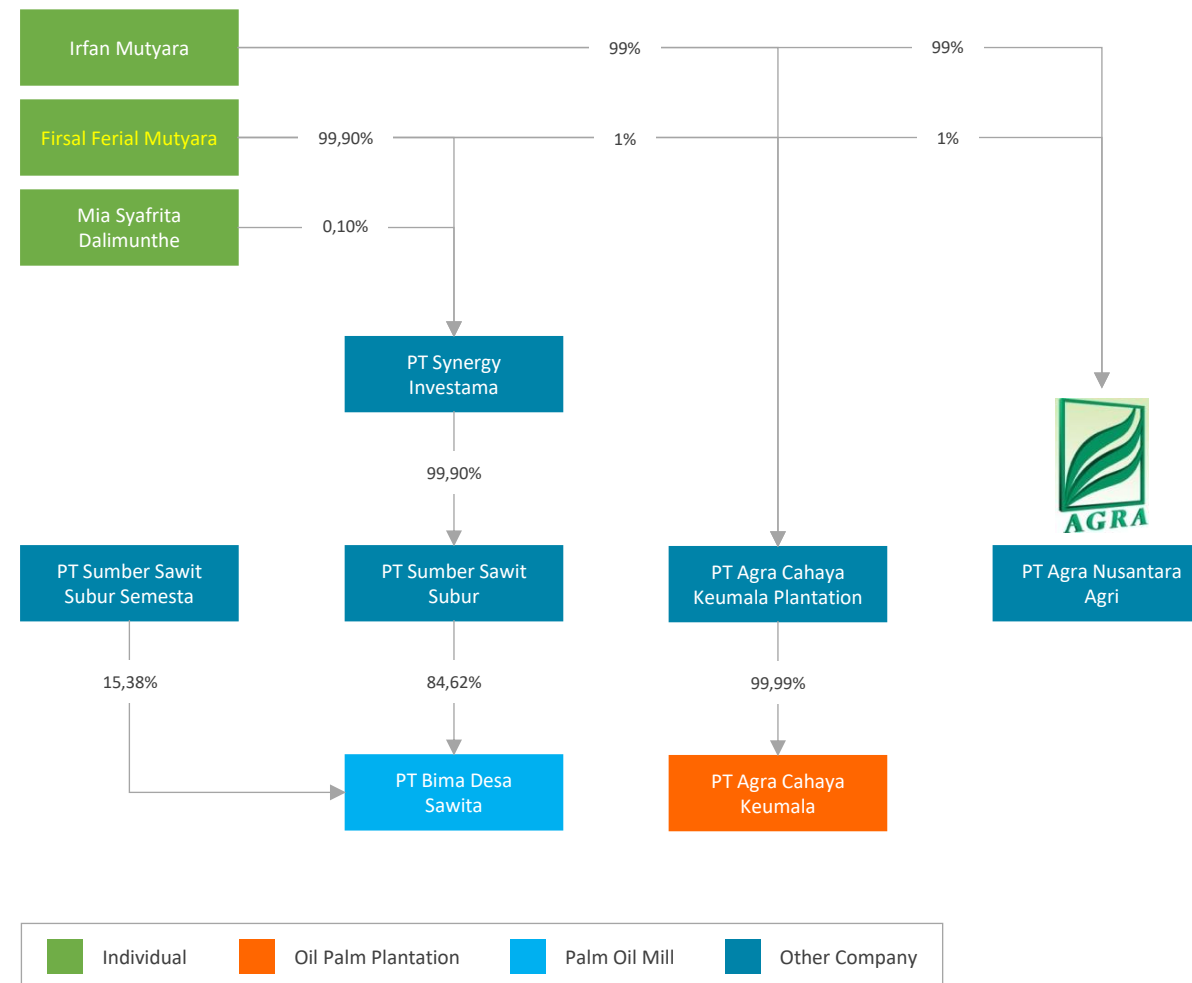 Irfan Mutyara
99%
99%
Firsal Ferial Mutyara
99,90%
1%
1%
Mia Syafrita
Dalimunthe
0,10%
PT Synergy
Investama
99,90%
AGRA
PT Sumber Sawit
Subur Semesta
PT Sumber Sawit
Subur
PT Agra Cahaya
Keumala Plantation
PT Agra Nusantara
Agri
15,38%
84,62%
99,99%
PT Bima Desa
Sawita
PT Agra Cahaya
Keumala
Individual
Oil Palm Plantation
Palm Oil Mill
Other Company